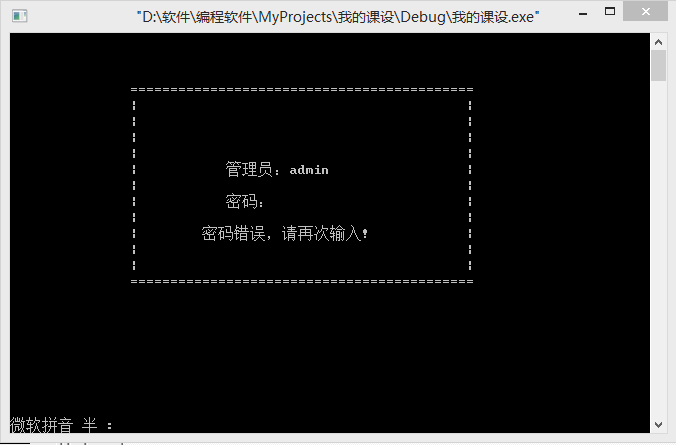 "D:\软件\编程软件\MyProjects\我的课设\Debug\我的课设.exe"
===========================================
管理员：admin
密码：
密码错误，请再次输入！
===========================================
微软拼音 半 ：